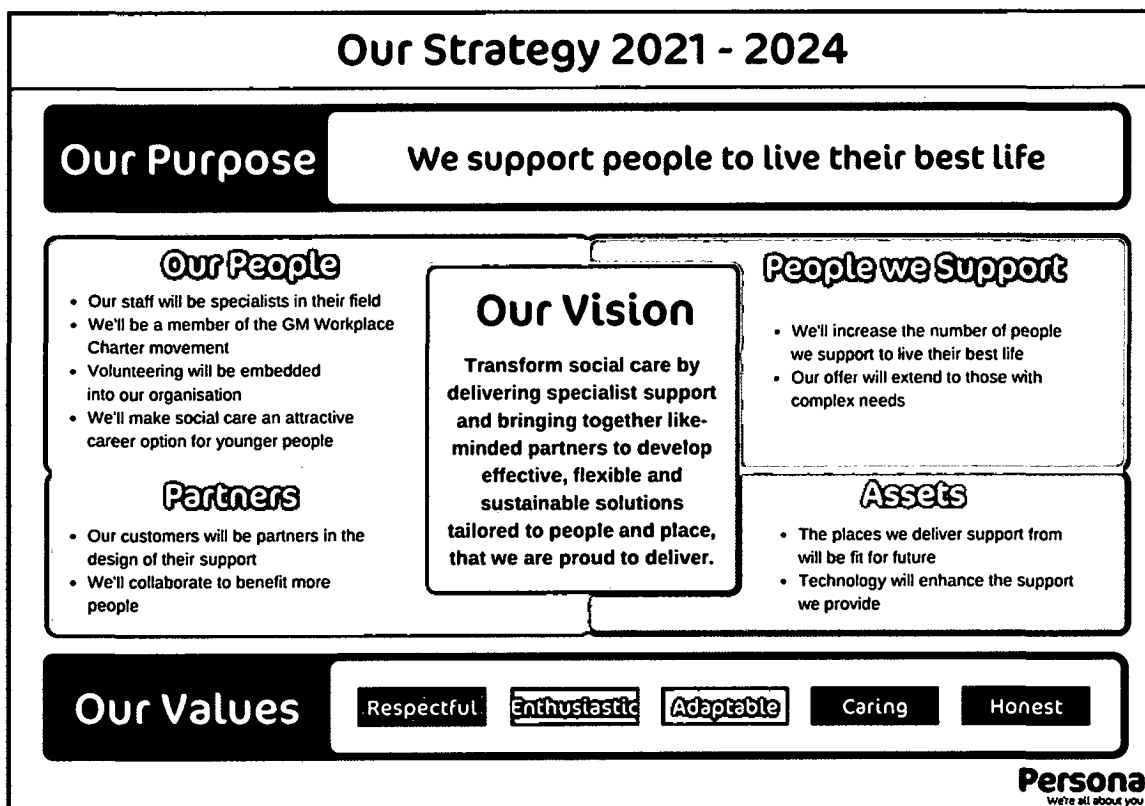 Our Strategy 2021 - 2024
Our Purpose
We support people to live their best life
Our People
• Our staff will be specialists in their field
• We'll be a member of the GM Workplace
Charter movement
• Volunteering will be embedded
into our organisation
• We'll make social care an attractive
career option for younger people
Our Vision
Transform social care by
delivering specialist support
and bringing together like-
minded partners to develop
effective, flexible and
sustainable solutions
tailored to people and place,
that we are proud to deliver.
People we Support
• We'll increase the number of people
we support to live their best life
• Our offer will extend to those with
complex needs
Partners
• Our customers will be partners in the
design of their support
• We'll collaborate to benefit more
people
Assets
• The places we deliver support from
will be fit for future
• Technology will enhance the support
we provide
Our Values
Respectful
Enthusiastic
Adaptable
Caring
Honest
Persona
We're all about you